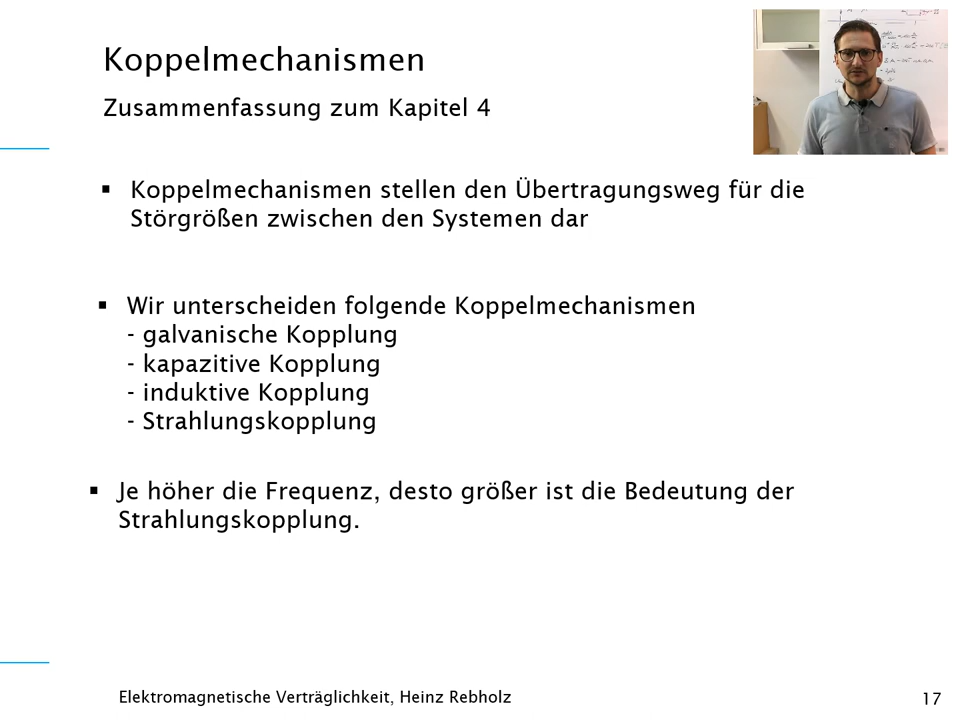 Koppelmechanismen
Zusammenfassung zum Kapitel 4
▪ Koppelmechanismen stellen den Übertragungsweg für die
Störgrößen zwischen den Systemen dar
▪ Wir unterscheiden folgende Koppelmechanismen
- galvanische Kopplung
- kapazitive Kopplung
- induktive Kopplung
- Strahlungskopplung
▪ Je höher die Frequenz, desto größer ist die Bedeutung der
Strahlungskopplung.
Elektromagnetische Verträglichkeit, Heinz Rebholz
17